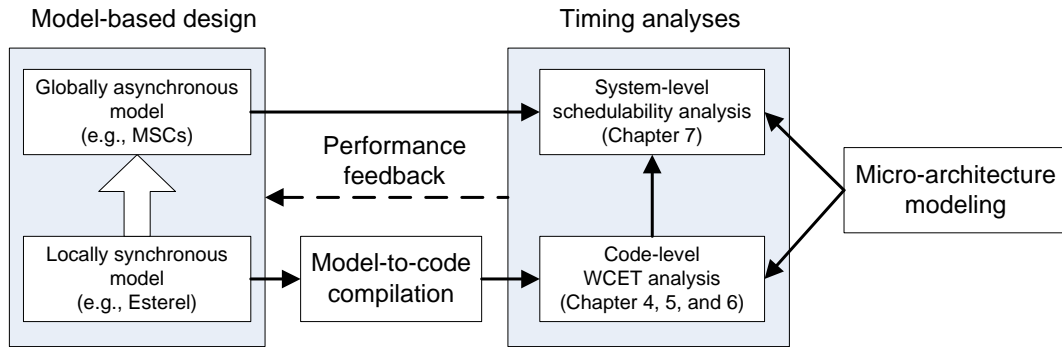 Model-based design
Timing analyses
Globally asynchronous
model
(e.g., MSCs)
System-level
schedulability analysis
(Chapter 7)
Performance
feedback
Micro-architecture
modeling
Locally synchronous
model
(e.g., Esterel)
Model-to-code
compilation
Code-level
WCET analysis
(Chapter 4, 5, and 6)